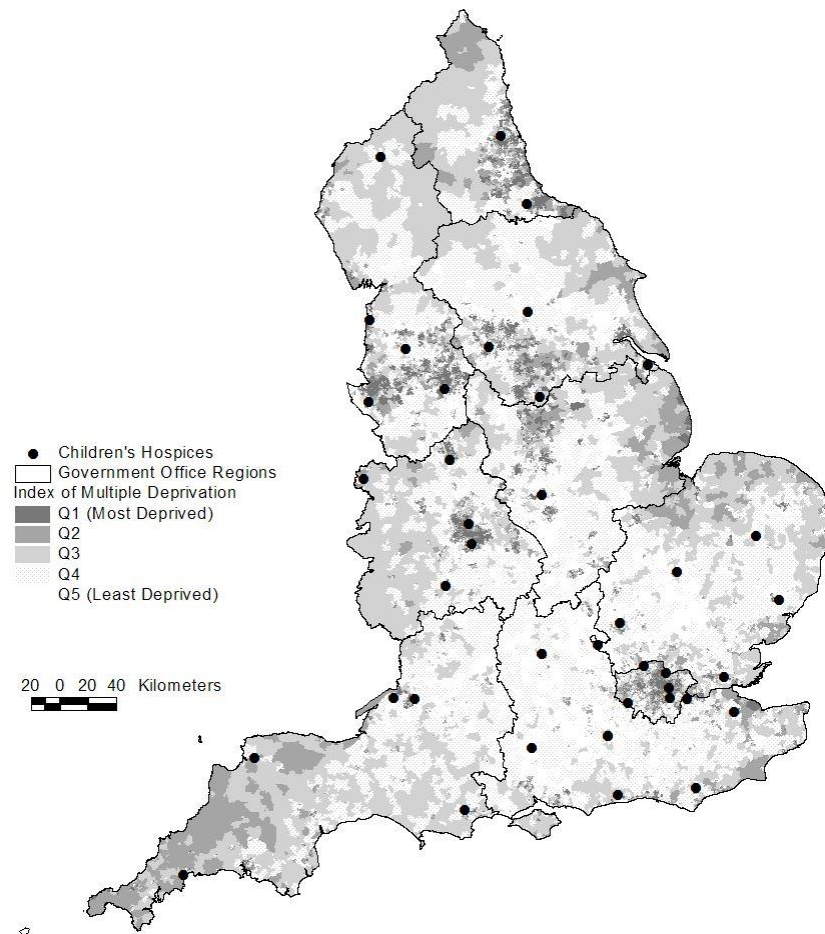 Children's Hospices
Government Office Regions
Index of Multiple Deprivation
Q1 (Most Deprived)
Q2
Q3
Q4
Q5 (Least Deprived)
20 0 20 40 Kilometers